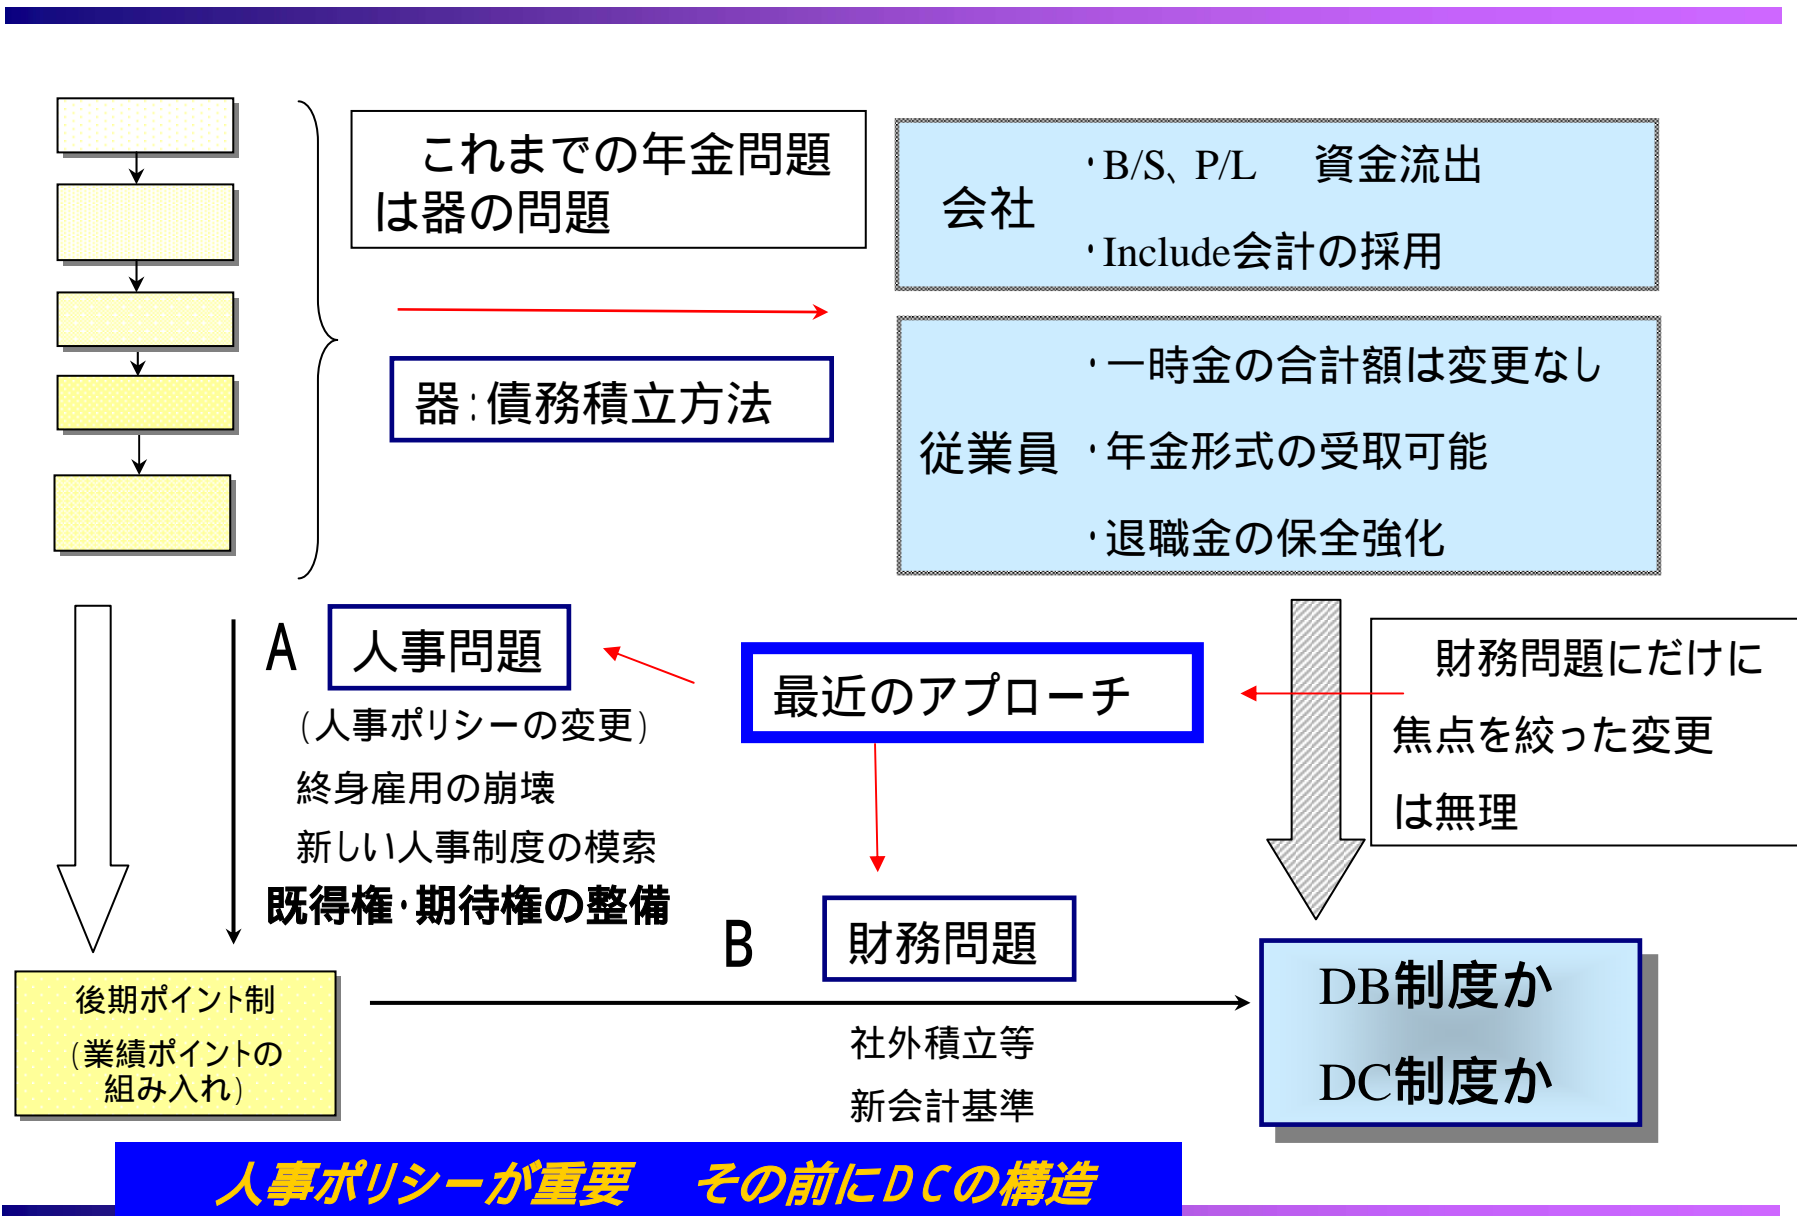 これまでの年金問題
は器の問題
会社
・B/S、P/L 資金流出
・Include会計の採用
器:債務積立方法
従業員
・一時金の合計額は変更なし
・年金形式の受取可能
・退職金の保全強化
A
人事問題
(人事ポリシーの変更)
終身雇用の崩壊
新しい人事制度の模索
既得権・期待権の整備
最近のアプローチ
財務問題にだけに
焦点を絞った変更
は無理
B
財務問題
後期ポイント制
(業績ポイントの
組み入れ)
社外積立等
新会計基準
DB制度か
DC制度か
人事ポリシーが重要 その前にDCの構造